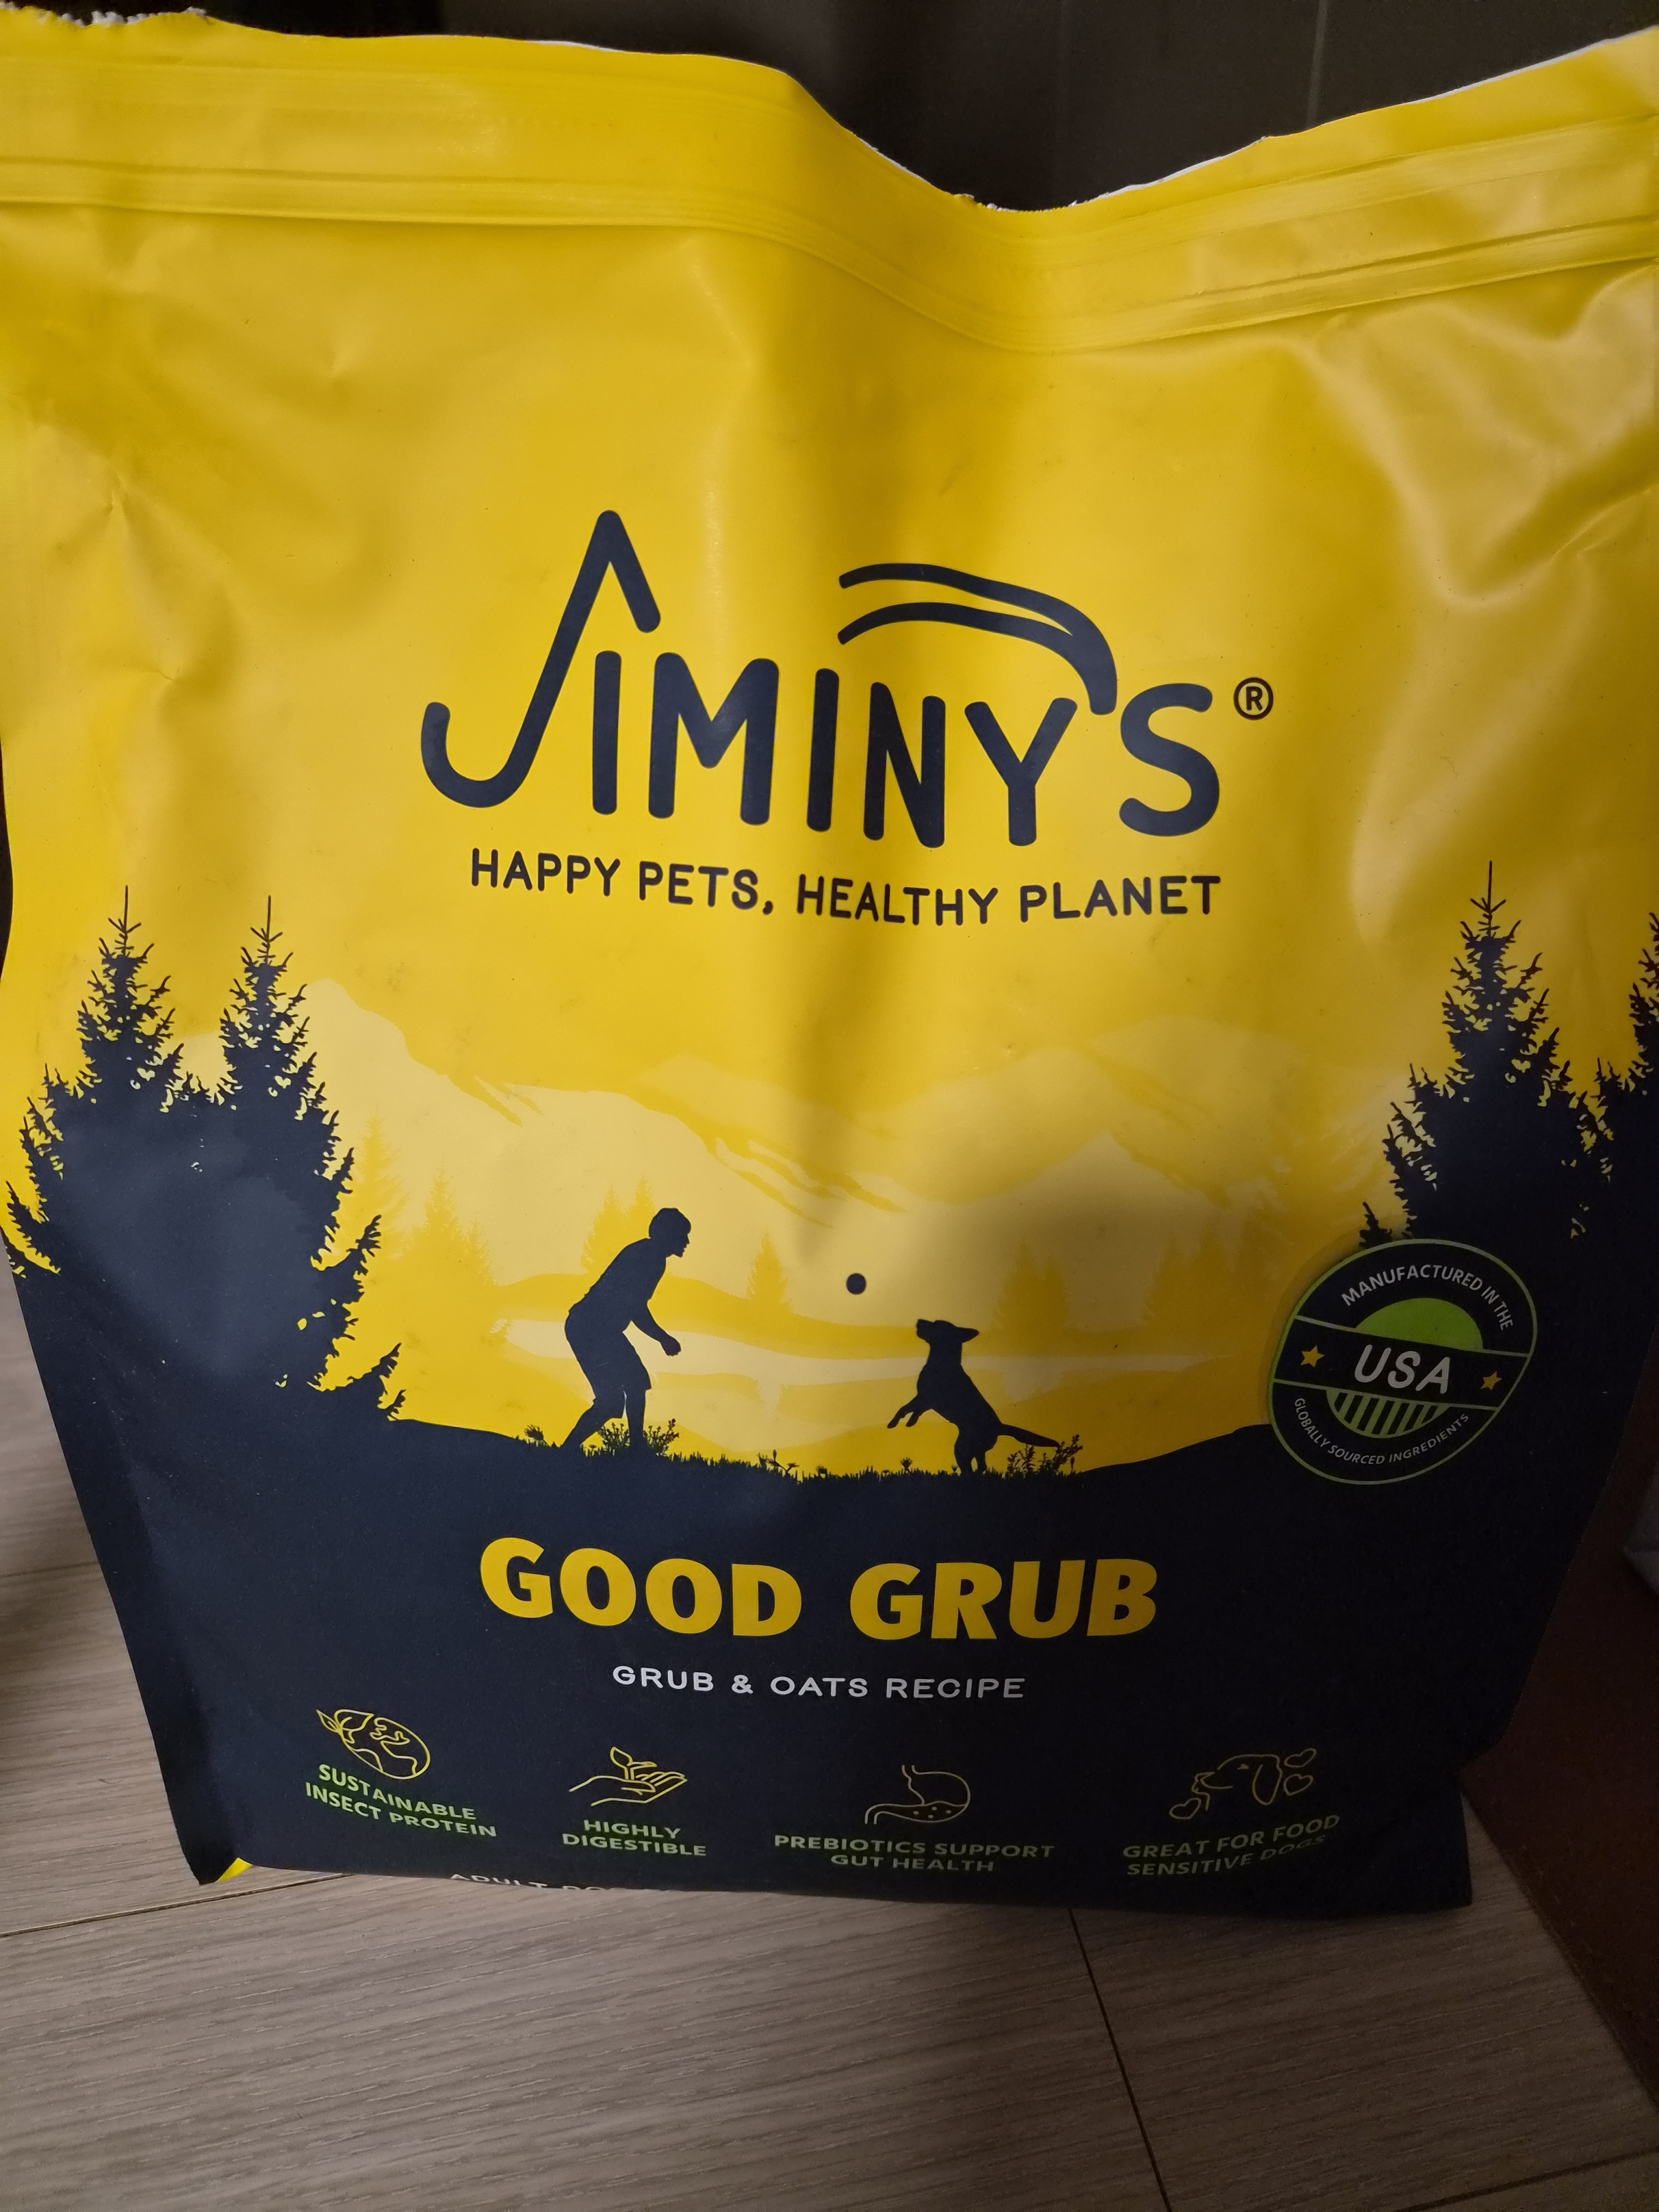 JIMINY'S®
HAPPY PETS, HEALTHY PLANET
MANUFACTURED IN THE
USA
GLOBALLY SOURCED INGREDIENTS
GOOD GRUB
GRUB & OATS RECIPE
SUSTAINABLE
INSECT PROTEIN
HIGHLY
DIGESTIBLE
PREBIOTICS SUPPORT
GUT HEALTH
GREAT FOR FOOD
SENSITIVE DOGS
ADULT